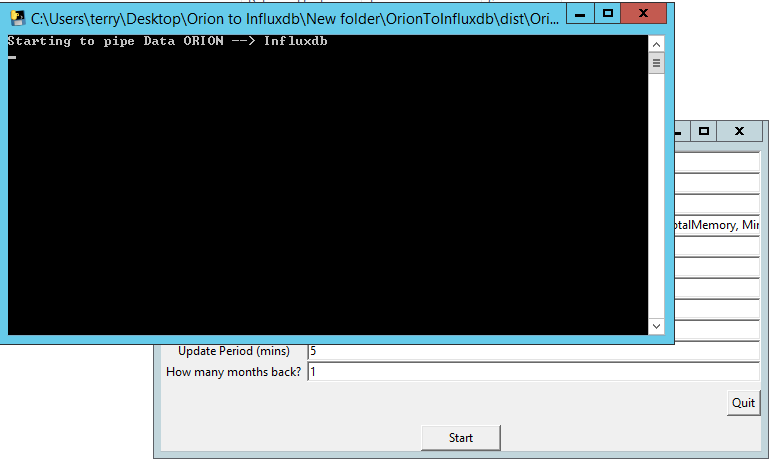 C:\Users\terry\Desktop\Orion to Influxdb\New folder\OrionToInfluxdb\dist\Ori...
Starting to pipe Data ORION --> Influxdb
otalMemory, Mir
Update Period (mins) 5
How many months back? 1
Quit
Start